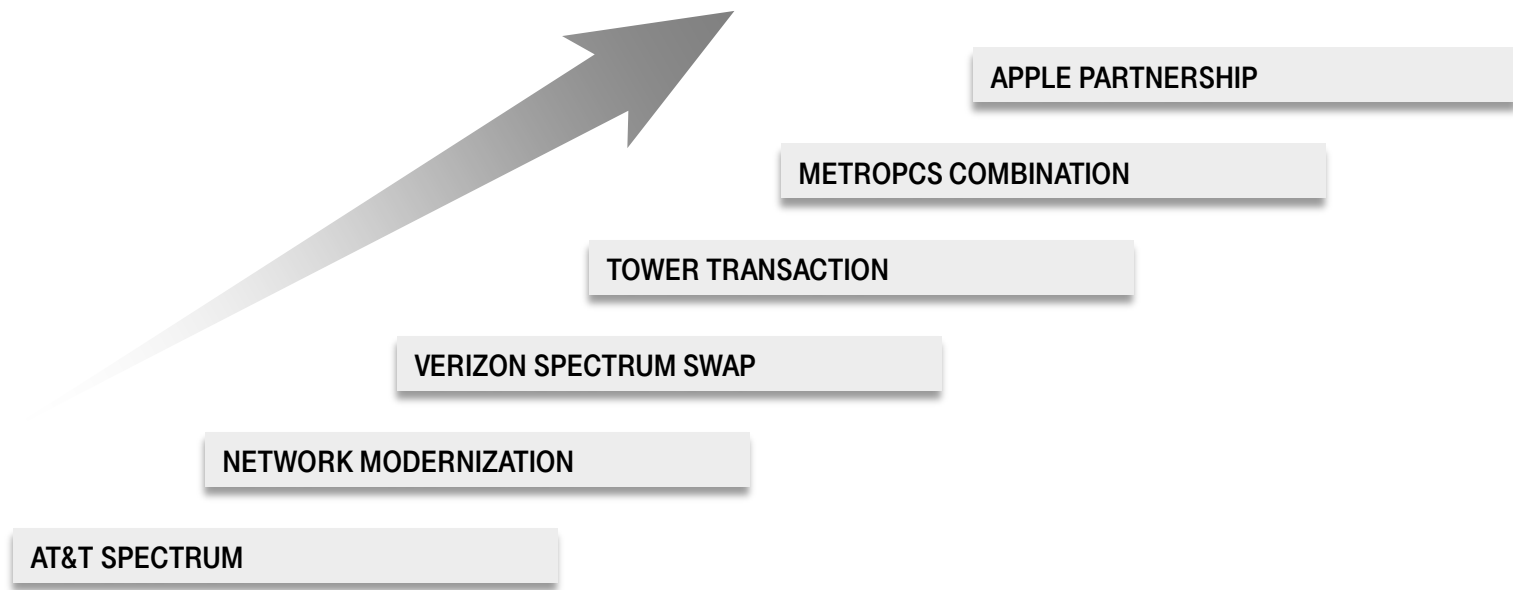 APPLE PARTNERSHIP
METROPCS COMBINATION
TOWER TRANSACTION
VERIZON SPECTRUM SWAP
NETWORK MODERNIZATION
AT&T SPECTRUM